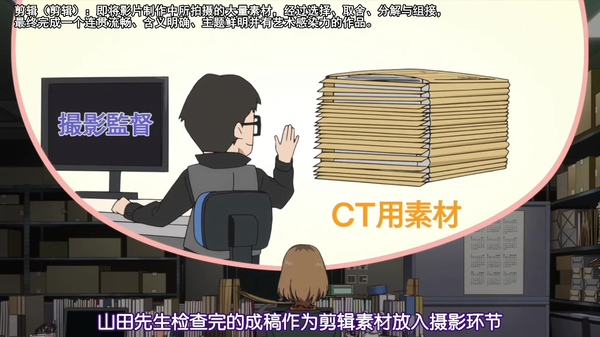 剪辑（剪辑）：即将影片制作中所拍摄的大量素材，经过选择、取舍、分解与组接，
最终完成一个连贯流畅、含义明确、主题鲜明并有艺术感染力的作品。
撮影監督
CT用素材
山田先生检查完的成稿作为剪辑素材放入摄影环节